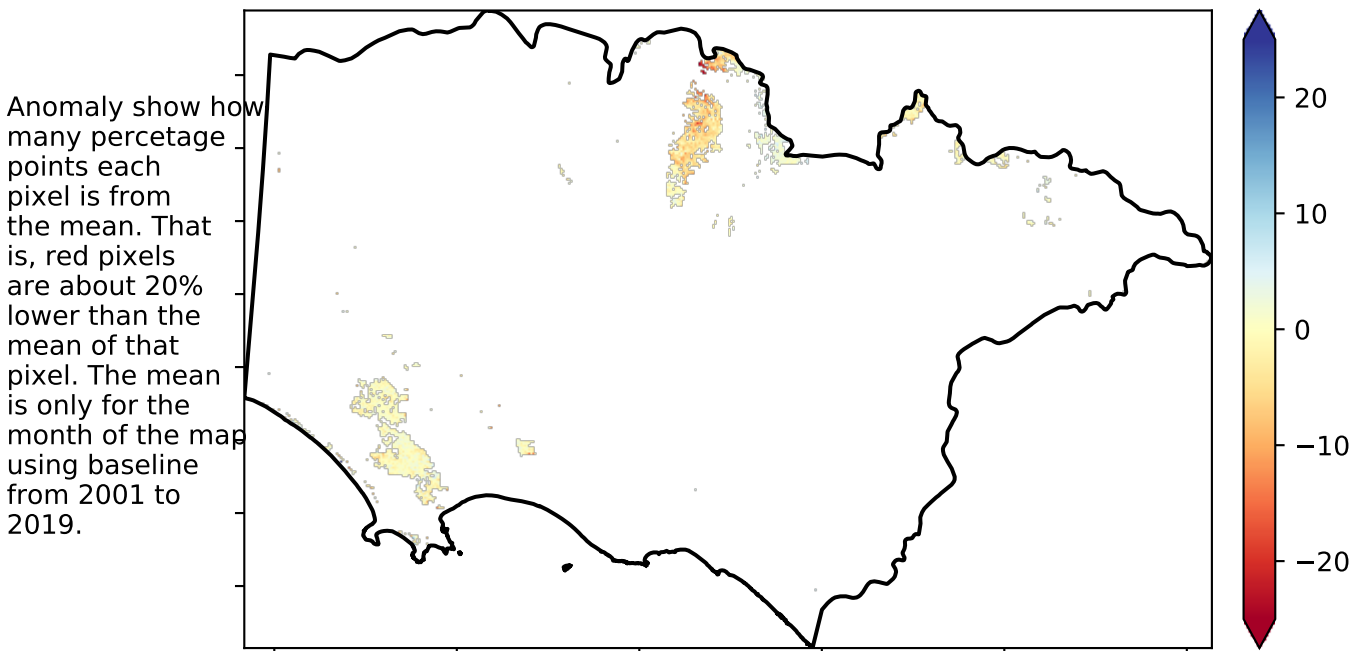 Anomaly show how
many percetage
points each
pixel is from
the mean. That
is, red pixels
are about 20%
lower than the
mean of that
pixel. The mean
is only for the
month of the map
using baseline
from 2001 to
2019.
20
10
0
−10
−20